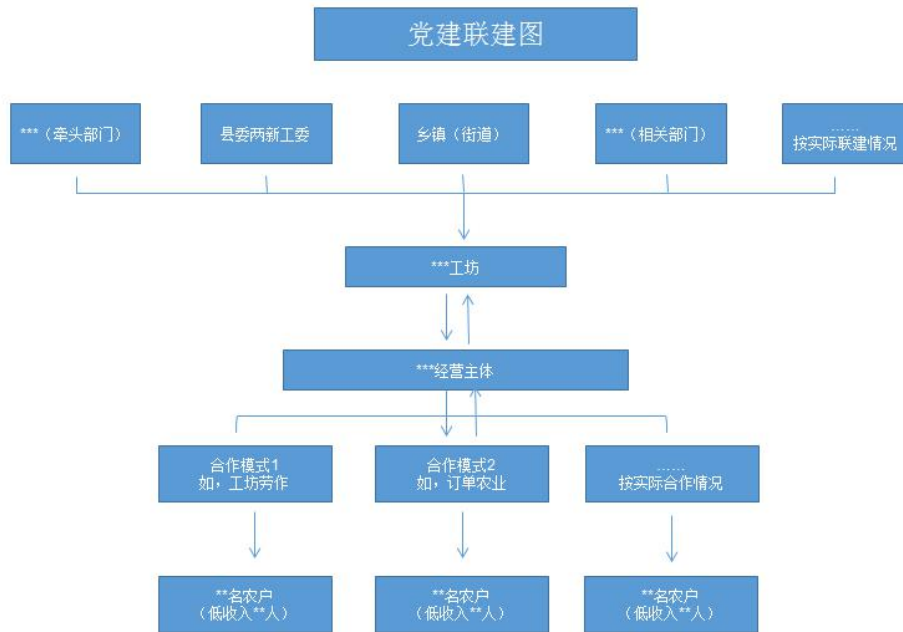 党建联建图
***（牵头部门）
县委两新工委
乡镇（街道）
***（相关部门）
……
按实际联建情况
***工坊
***经营主体
合作模式1
如，工坊劳作
合作模式2
如，订单农业
……
按实际合作情况
**名农户
（低收入**人）
**名农户
（低收入**人）
**名农户
（低收入**人）